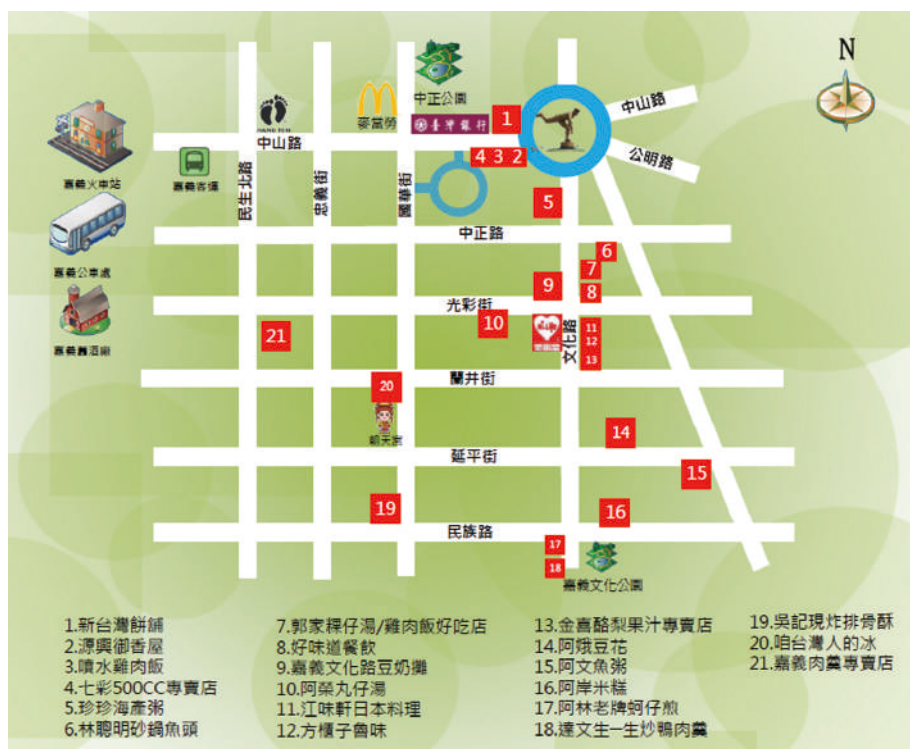 N
中正公園
麥當勞
臺灣銀行
1
中山路
中山路
公明路
嘉義火車站
嘉義客運
民生北路
忠義街
國華街
4 3 2
5
中正路
嘉義公車處
6
7
9
8
光彩街
10
文化路
11
12
13
21
嘉義舊酒廠
蘭井街
20
朝天宮
14
延平街
15
19
16
民族路
17
18
嘉義文化公園
1.新台灣餅舖
2.源興御香屋
3.噴水雞肉飯
4.七彩500CC專賣店
5.珍珍海產粥
6.林聰明砂鍋魚頭
7.郭家粿仔湯/雞肉飯好吃店
8.好味道餐飲
9.嘉義文化路豆奶攤
10.阿榮丸仔湯
11.江味軒日本料理
12.方櫃子魯味
13.金喜酪梨果汁專賣店
14.阿娥豆花
15.阿文魚粥
16.阿岸米糕
17.阿林老牌蚵仔煎
18.達文生一生炒鴨肉羹
19.吳記現炸排骨酥
20.咱台灣人的冰
21.嘉義肉羹專賣店